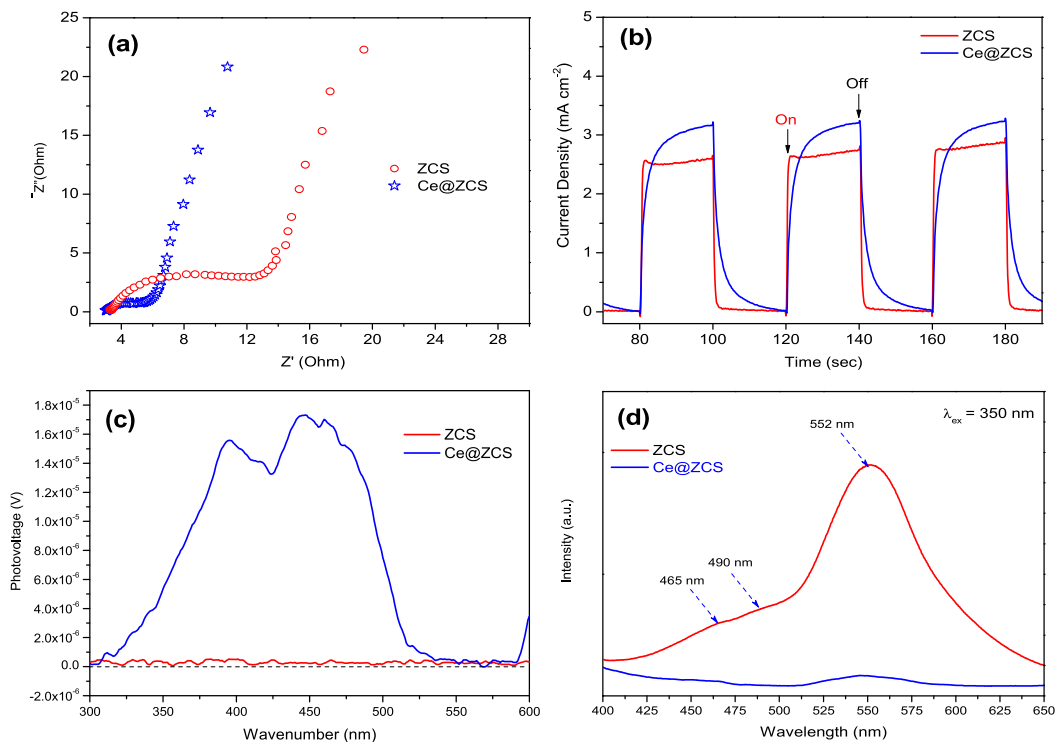 (a)
25
20
15
10
5
0
-Z"(Ohm)
ZCS
Ce@ZCS
4 8 12 16 20 24 28
Z' (Ohm)
(b)
ZCS
Ce@ZCS
5
4
3
2
1
0
Current Density (mA cm⁻²)
On
Off
80 100 120 140 160 180
Time (sec)
(c)
1.8x10⁻⁵
1.6x10⁻⁵
1.4x10⁻⁵
1.2x10⁻⁵
1.0x10⁻⁵
8.0x10⁻⁶
6.0x10⁻⁶
4.0x10⁻⁶
2.0x10⁻⁶
0.0
-2.0x10⁻⁶
Photovoltage (V)
ZCS
Ce@ZCS
300 350 400 450 500 550 600
Wavenumber (nm)
(d)
λex = 350 nm
ZCS
Ce@ZCS
552 nm
490 nm
465 nm
Intensity (a.u.)
400 425 450 475 500 525 550 575 600 625 650
Wavelength (nm)